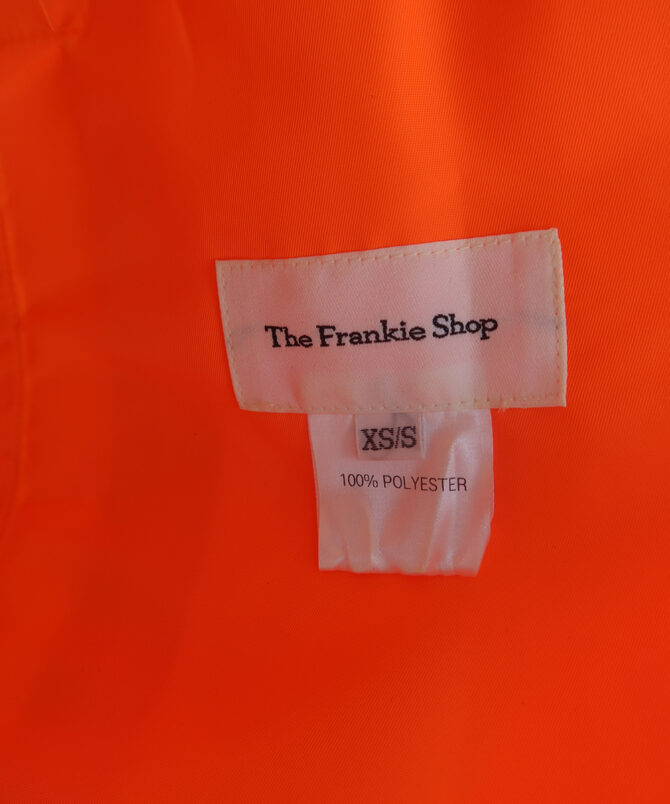 The Frankie Shop
XS/S
100% POLYESTER